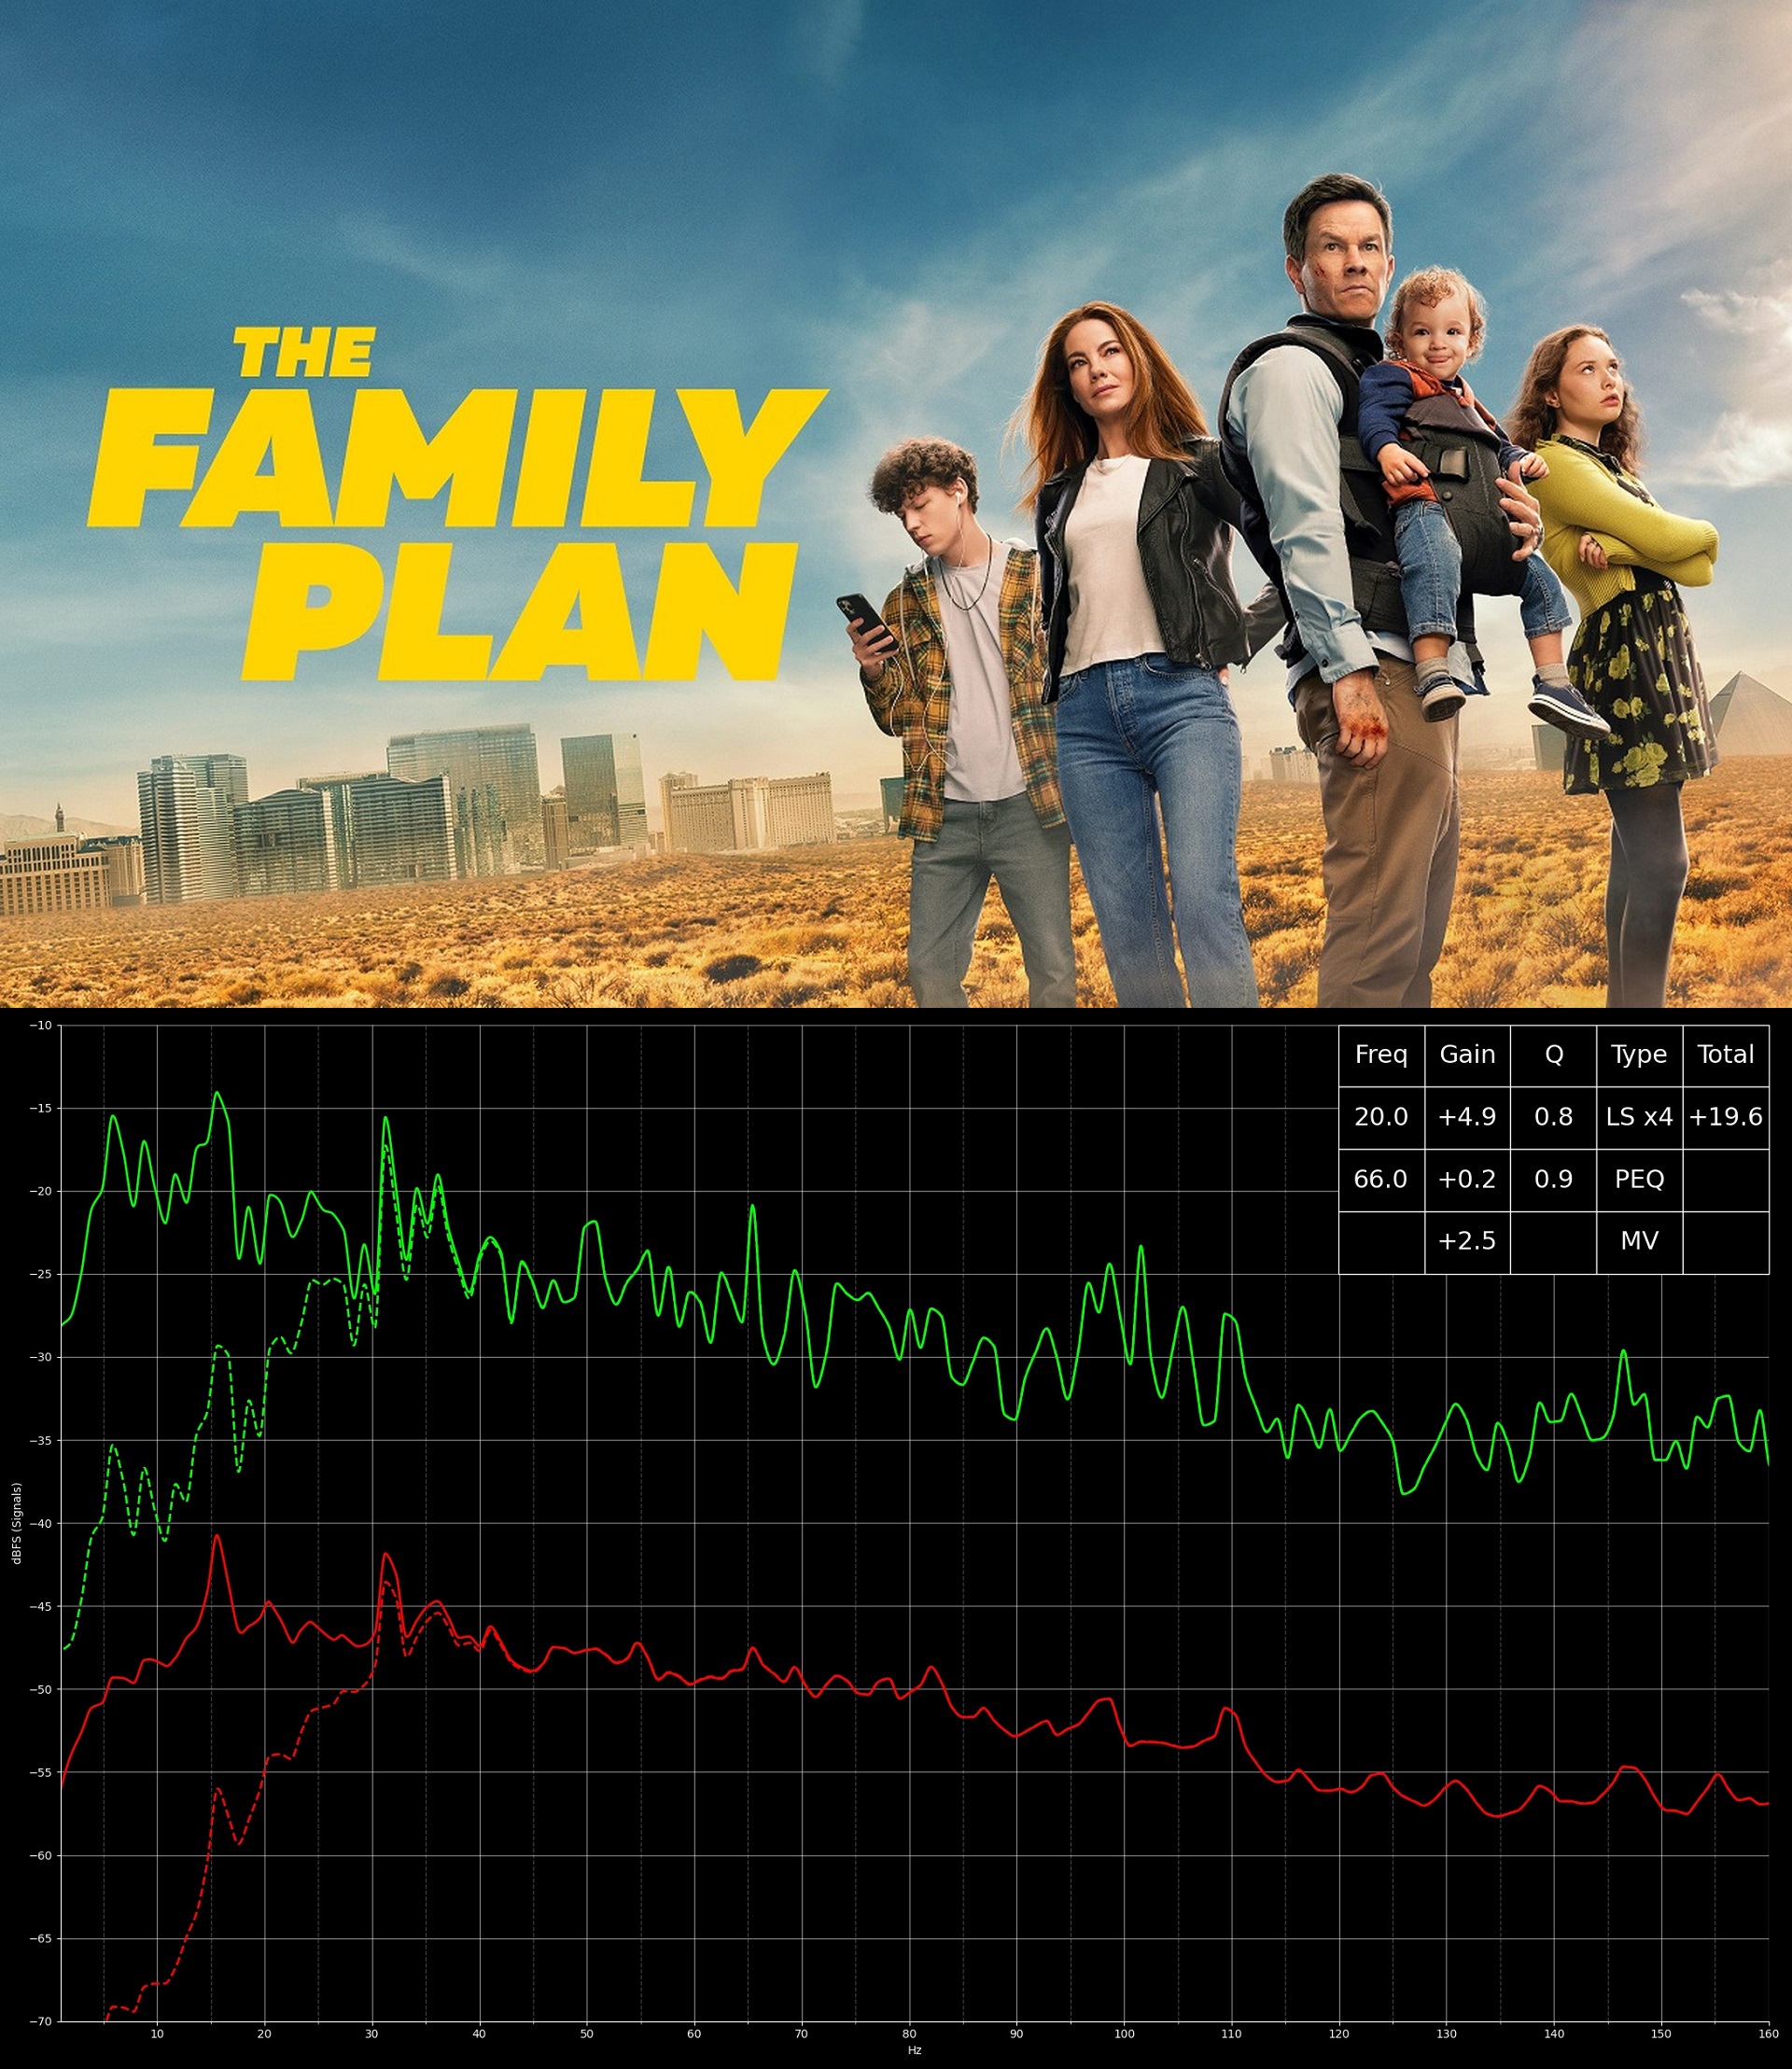 THE
FAMILY
PLAN
Freq Gain Q Type Total
20.0 +4.9 0.8 LS x4 +19.6
66.0 +0.2 0.9 PEQ
+2.5 MV
−10
−15
−20
−25
−30
−35
−40
−45
−50
−55
−60
−65
−70
dBFS (Signals)
10 20 30 40 50 60 70 80 90 100 110 120 130 140 150 160
Hz